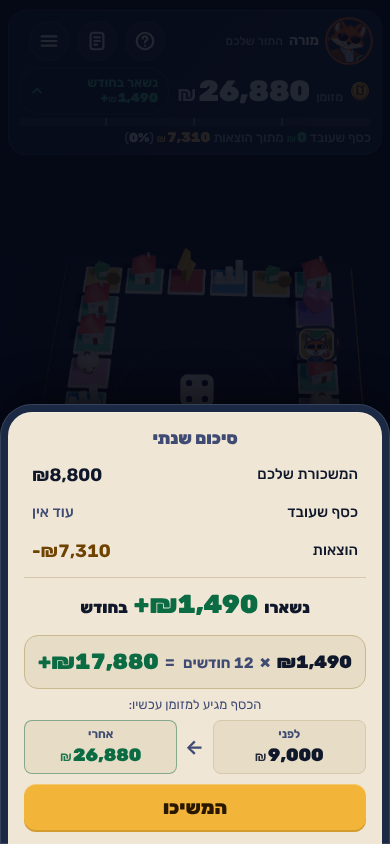 מורה התור שלכם
מזומן 26,880 ₪
נשאר בחודש
+₪1,490
כסף שעובד ₪0 מתוך הוצאות ₪7,310 (0%)
סיכום שנתי
המשכורת שלכם ₪8,800
כסף שעובד עוד אין
הוצאות -₪7,310
נשארו +₪1,490 בחודש
₪1,490 × 12 חודשים = +₪17,880
הכסף מגיע למזומן עכשיו:
לפני
9,000 ₪
←
אחרי
26,880 ₪
המשיכו